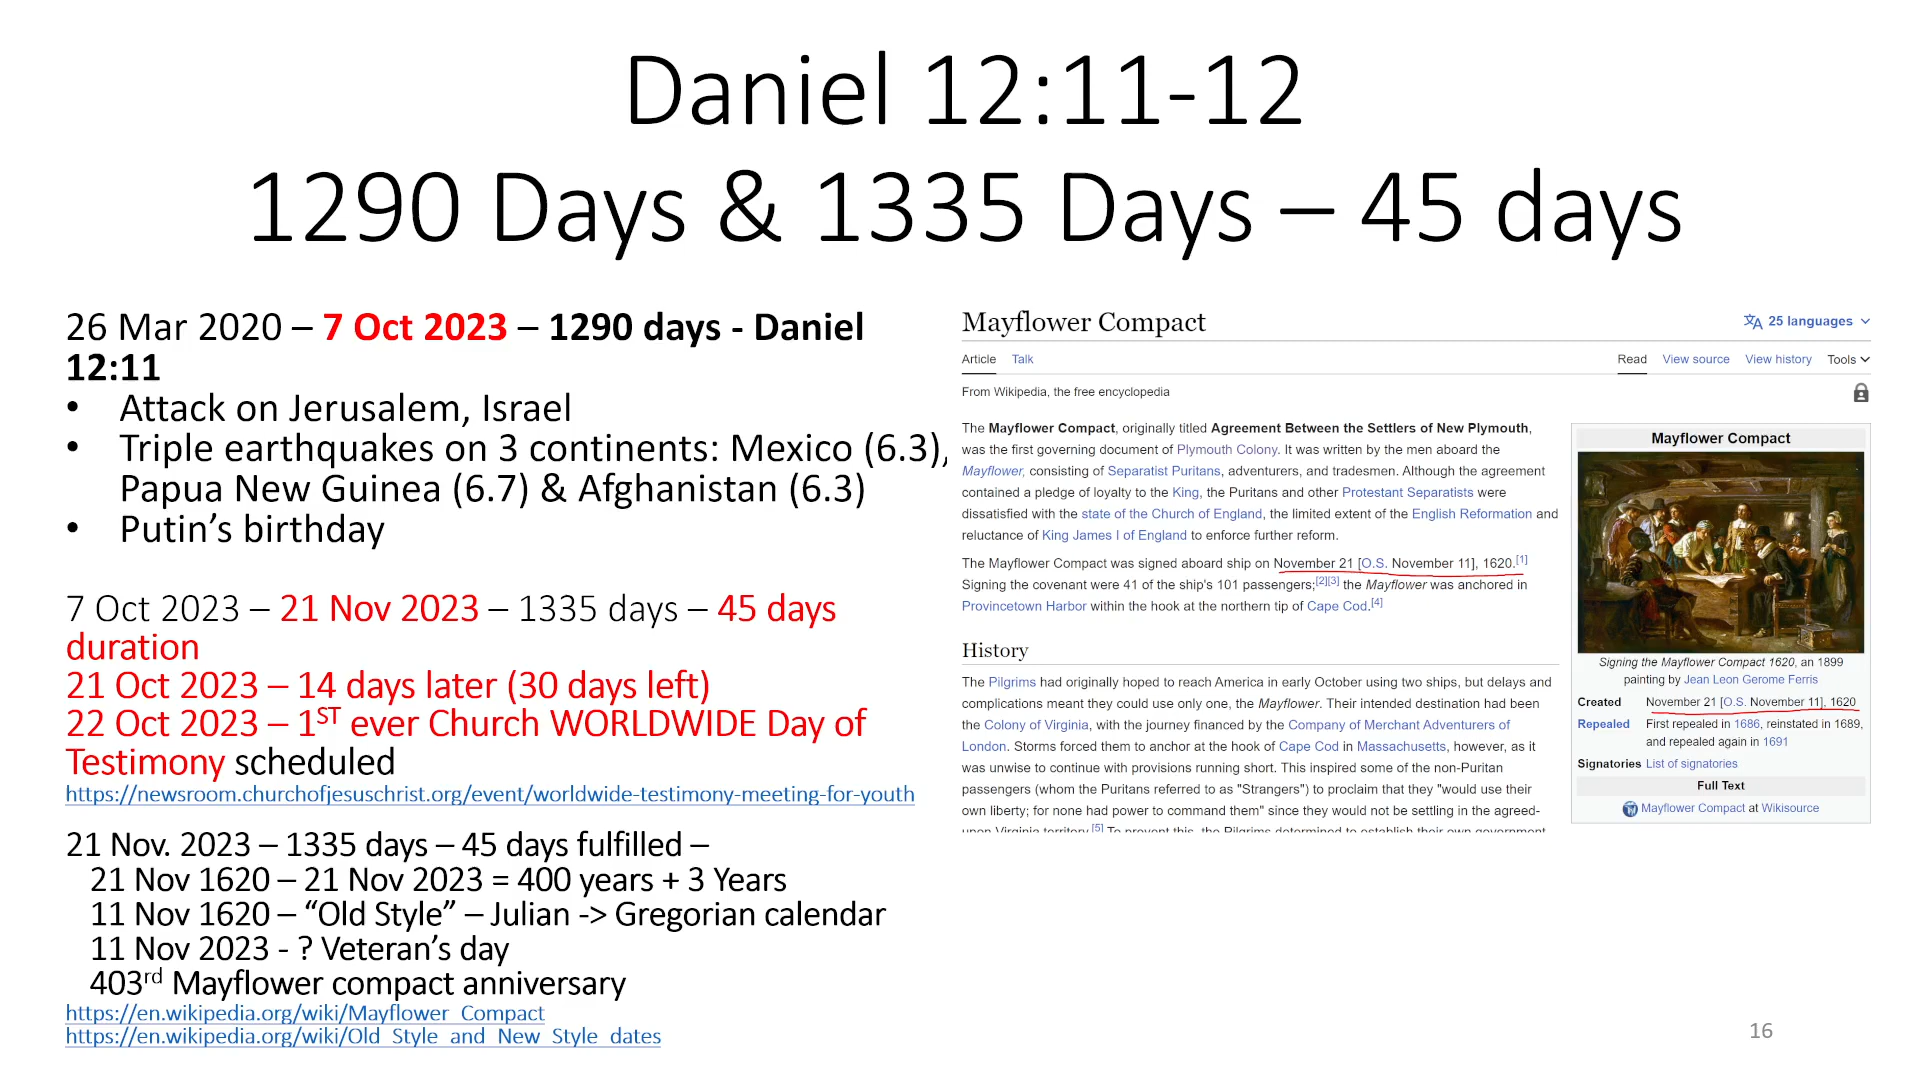 Daniel 12:11-12
1290 Days & 1335 Days – 45 days
26 Mar 2020 – 7 Oct 2023 – 1290 days - Daniel
12:11
• Attack on Jerusalem, Israel
• Triple earthquakes on 3 continents: Mexico (6.3),
Papua New Guinea (6.7) & Afghanistan (6.3)
• Putin's birthday
7 Oct 2023 – 21 Nov 2023 – 1335 days – 45 days
duration
21 Oct 2023 – 14 days later (30 days left)
22 Oct 2023 – 1ST ever Church WORLDWIDE Day of
Testimony scheduled
https://newsroom.churchofjesuschrist.org/event/worldwide-testimony-meeting-for-youth
21 Nov. 2023 – 1335 days – 45 days fulfilled –
21 Nov 1620 – 21 Nov 2023 = 400 years + 3 Years
11 Nov 1620 – “Old Style” – Julian -> Gregorian calendar
11 Nov 2023 - ? Veteran's day
403rd Mayflower compact anniversary
https://en.wikipedia.org/wiki/Mayflower_Compact
https://en.wikipedia.org/wiki/Old_Style_and_New_Style_dates
Mayflower Compact
25 languages
Article Talk
Read View source View history Tools
From Wikipedia, the free encyclopedia
The Mayflower Compact, originally titled Agreement Between the Settlers of New Plymouth,
was the first governing document of Plymouth Colony. It was written by the men aboard the
Mayflower, consisting of Separatist Puritans, adventurers, and tradesmen. Although the agreement
contained a pledge of loyalty to the King, the Puritans and other Protestant Separatists were
dissatisfied with the state of the Church of England, the limited extent of the English Reformation and
reluctance of King James I of England to enforce further reform.
The Mayflower Compact was signed aboard ship on November 21 [O.S. November 11], 1620.[1]
Signing the covenant were 41 of the ship's 101 passengers;[2][3] the Mayflower was anchored in
Provincetown Harbor within the hook at the northern tip of Cape Cod.[4]
History
The Pilgrims had originally hoped to reach America in early October using two ships, but delays and
complications meant they could use only one, the Mayflower. Their intended destination had been
the Colony of Virginia, with the journey financed by the Company of Merchant Adventurers of
London. Storms forced them to anchor at the hook of Cape Cod in Massachusetts, however, as it
was unwise to continue with provisions running short. This inspired some of the non-Puritan
passengers (whom the Puritans referred to as "Strangers") to proclaim that they "would use their
own liberty; for none had power to command them" since they would not be settling in the agreed-
upon Virginia territory.[5] To prevent this, the Pilgrims determined to establish their own government
Mayflower Compact
Signing the Mayflower Compact 1620, an 1899
painting by Jean Leon Gerome Ferris
Created November 21 [O.S. November 11], 1620
Repealed First repealed in 1686, reinstated in 1689,
and repealed again in 1691
Signatories List of signatories
Full Text
Mayflower Compact at Wikisource
16